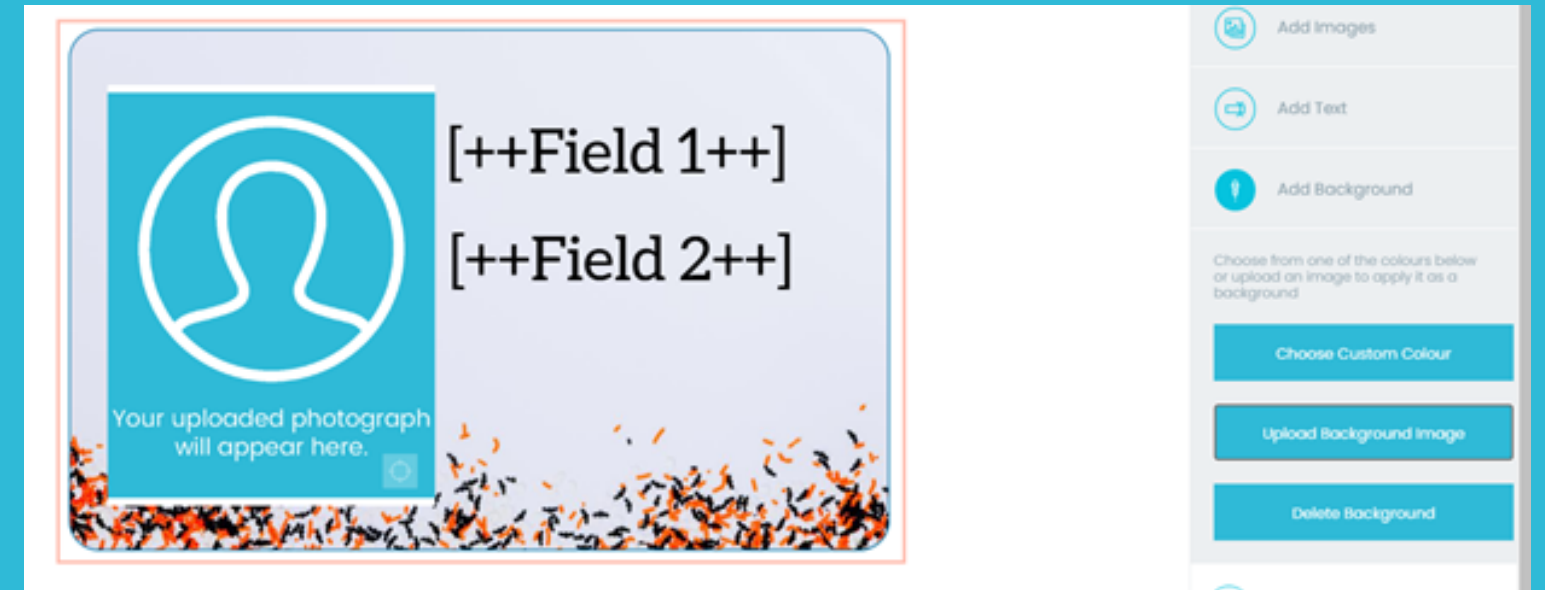 [++Field 1++]
[++Field 2++]
Your uploaded photograph
will appear here.
Add Images
Add Text
Add Background
Choose from one of the colours below
or upload an image to apply it as a
background
Choose Custom Colour
Upload Background Image
Delete Background